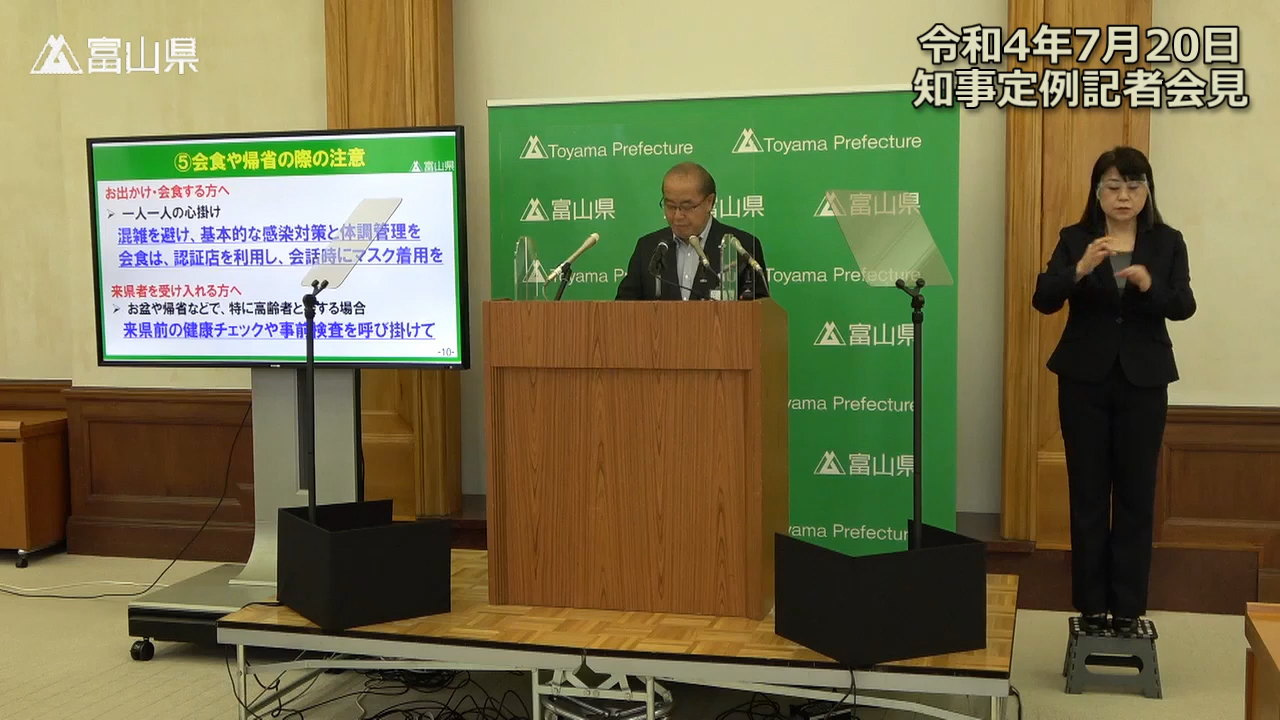 富山県
令和4年7月20日
知事定例記者会見
⑤会食や帰省の際の注意
富山県
お出かけ・会食する方へ
➢ 一人一人の心掛け
混雑を避け、基本的な感染対策と体調管理を
会食は、認証店を利用し、会話時にマスク着用を
来県者を受け入れる方へ
➢ お盆や帰省などで、特に高齢者と する場合
来県前の健康チェックや事前検査を呼び掛けて
-10-
Toyama Prefecture
Toyama Prefecture
富山県
山県
富山県
Toyama
Toyama Prefecture
富山県
yama Prefecture
富山県
yama Prefecture